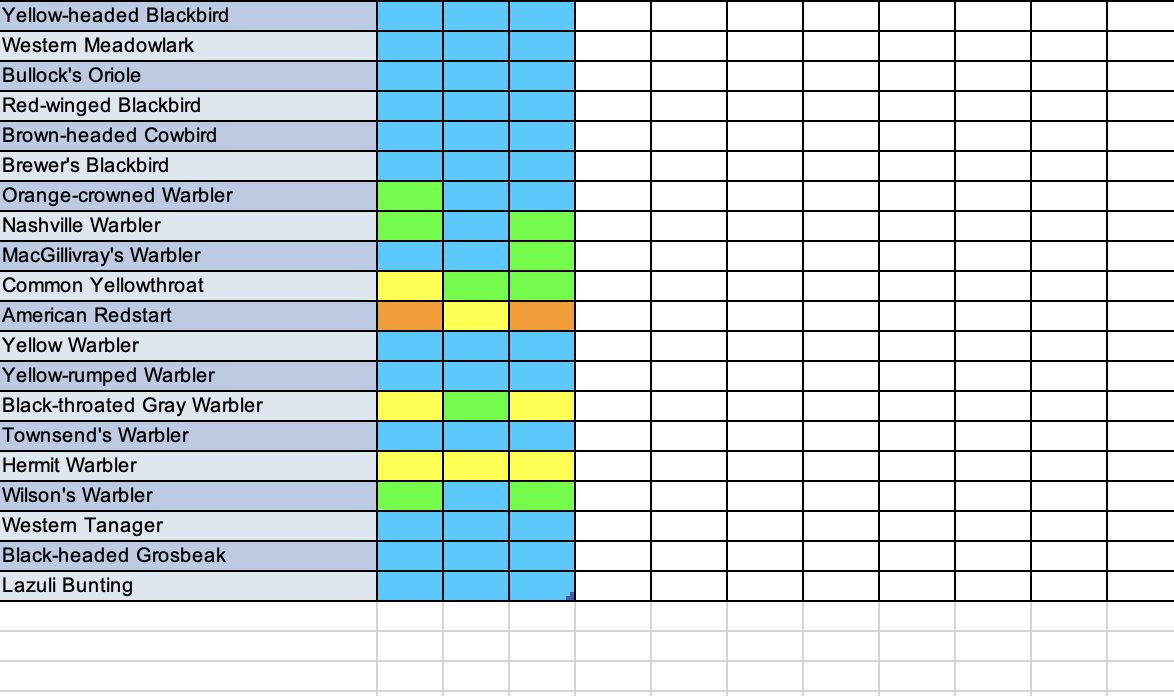 Yellow-headed Blackbird
Western Meadowlark
Bullock's Oriole
Red-winged Blackbird
Brown-headed Cowbird
Brewer's Blackbird
Orange-crowned Warbler
Nashville Warbler
MacGillivray's Warbler
Common Yellowthroat
American Redstart
Yellow Warbler
Yellow-rumped Warbler
Black-throated Gray Warbler
Townsend's Warbler
Hermit Warbler
Wilson's Warbler
Western Tanager
Black-headed Grosbeak
Lazuli Bunting